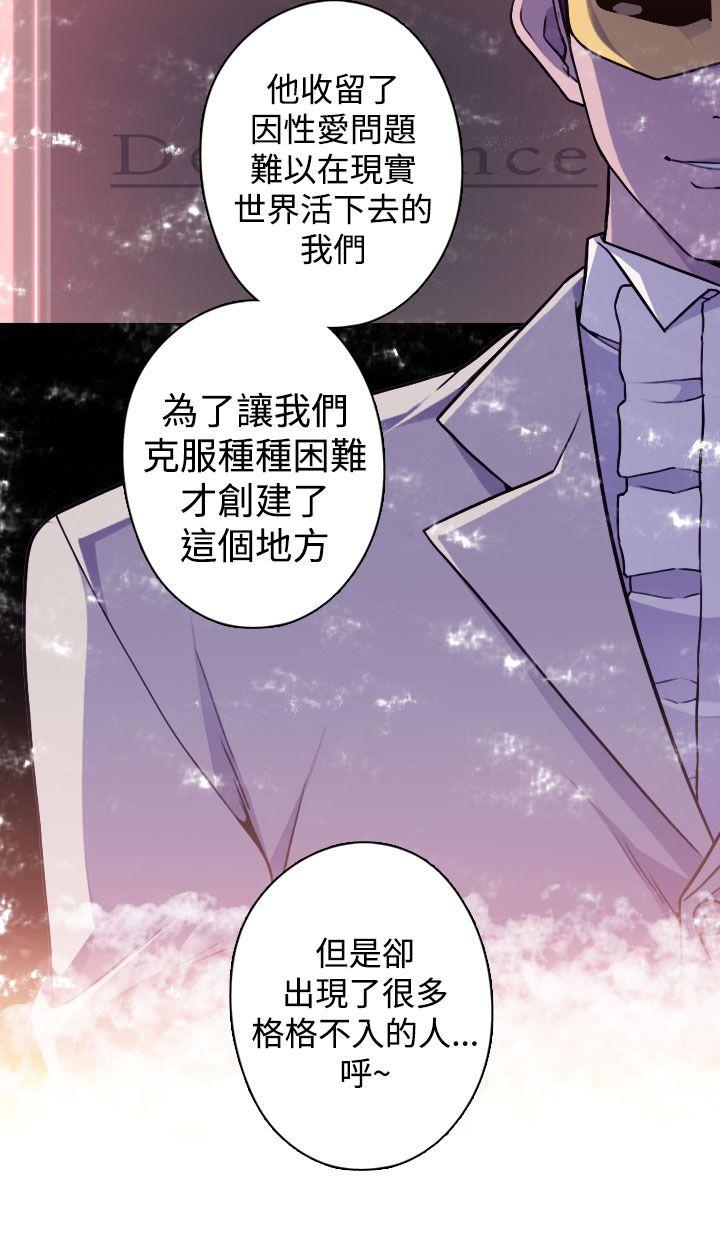 他收留了
因性愛問題
難以在現實
世界活下去的
我們
為了讓我們
克服種種困難
才創建了
這個地方
但是卻
出現了很多
格格不入的人...
呼~